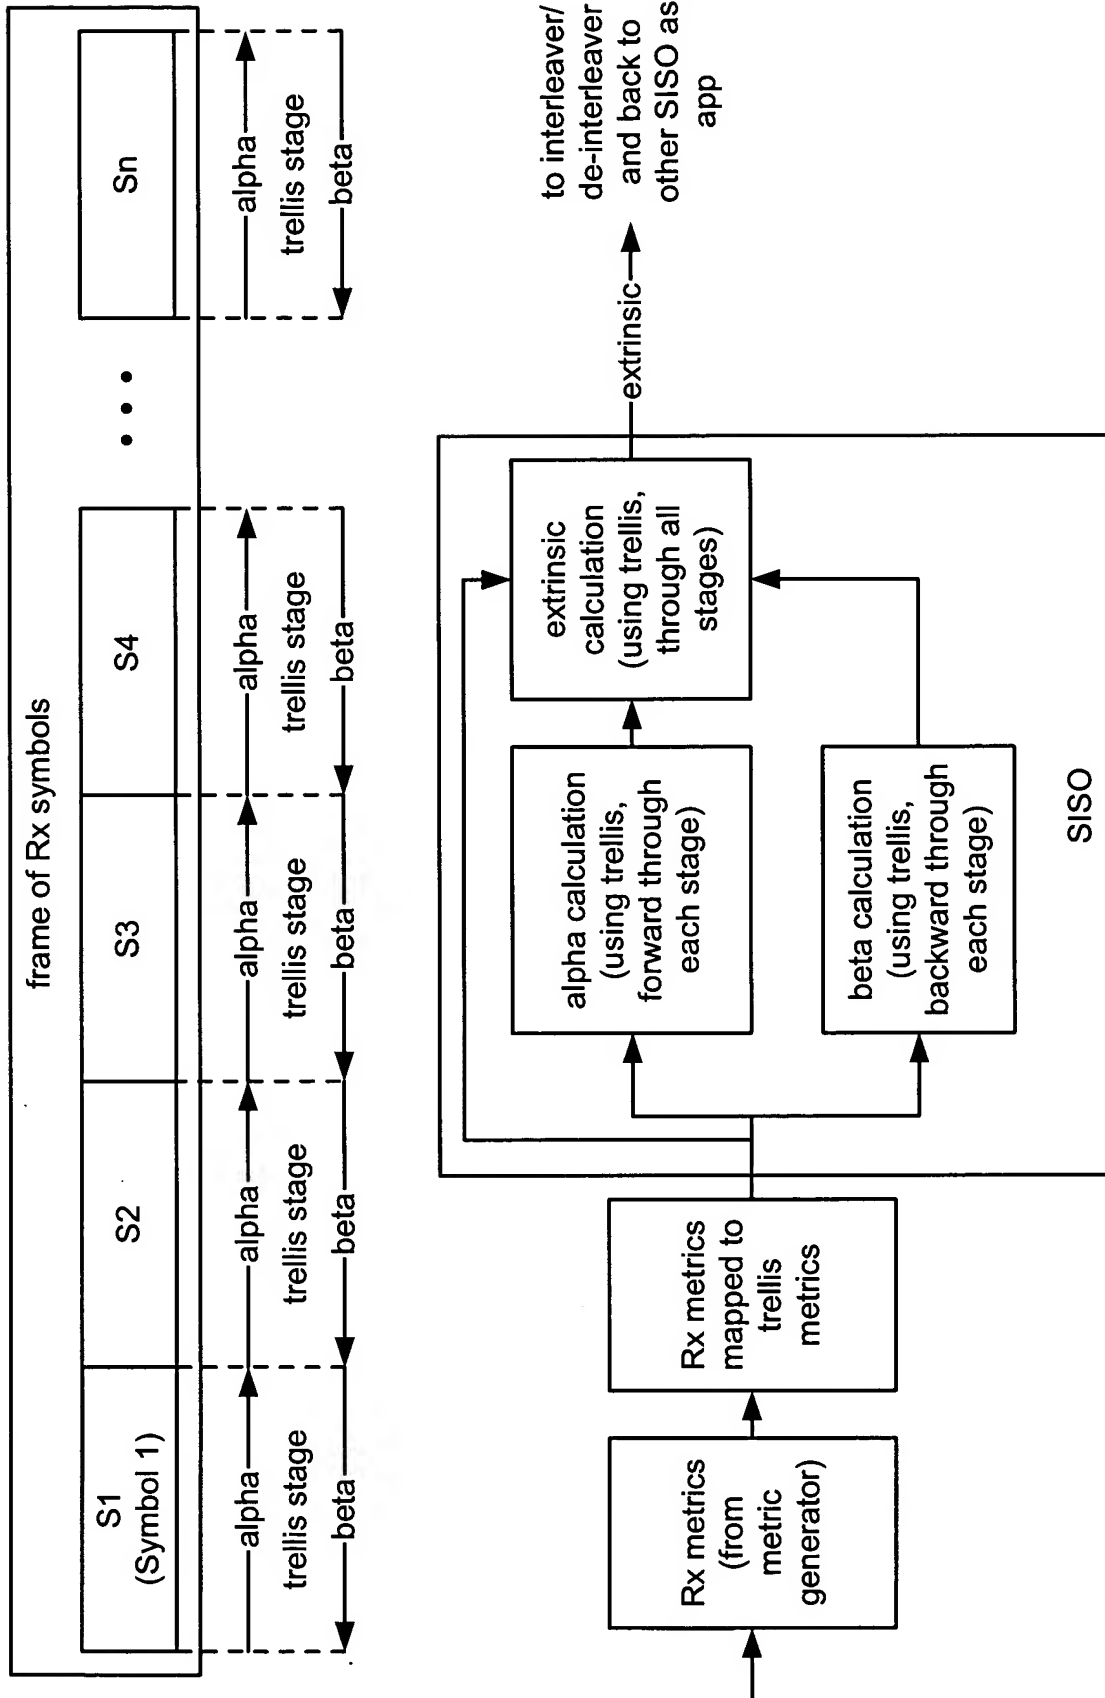 frame of Rx symbols
S1
(Symbol 1)
S2
S3
S4
Sn
alpha
alpha
alpha
alpha
alpha
trellis stage
trellis stage
trellis stage
trellis stage
trellis stage
beta
beta
beta
beta
beta
Rx metrics
(from
metric
generator)
Rx metrics
mapped to
trellis
metrics
alpha calculation
(using trellis,
forward through
each stage)
beta calculation
(using trellis,
backward through
each stage)
extrinsic
calculation
(using trellis,
through all
stages)
SISO
extrinsic
to interleaver/
de-interleaver
and back to
other SISO as
app